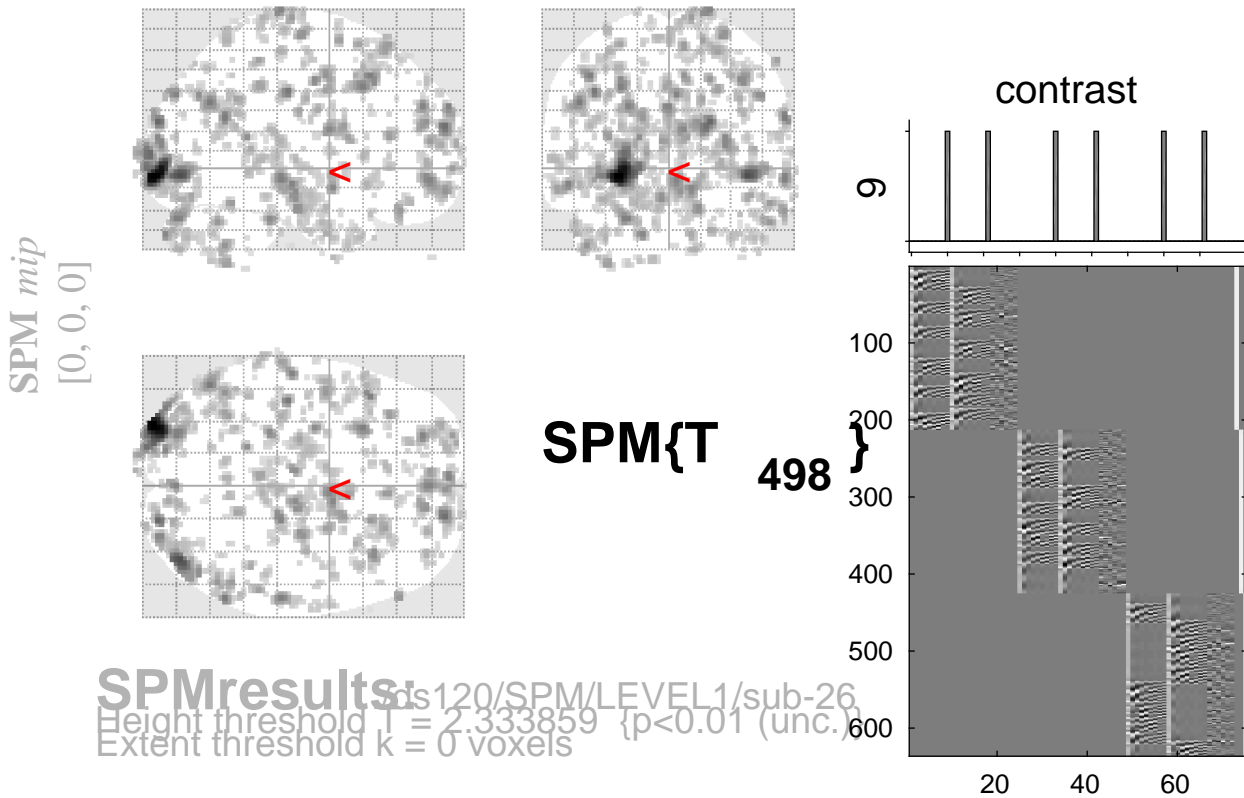 contrast
9
SPM mip
[0, 0, 0]
<
<
<
SPM{T498}
100
200
300
400
500
600
20 40 60
SPMresults: /ds120/SPM/LEVEL1/sub-26
Height threshold T = 2.333859 {p<0.01 (unc.)}
Extent threshold k = 0 voxels